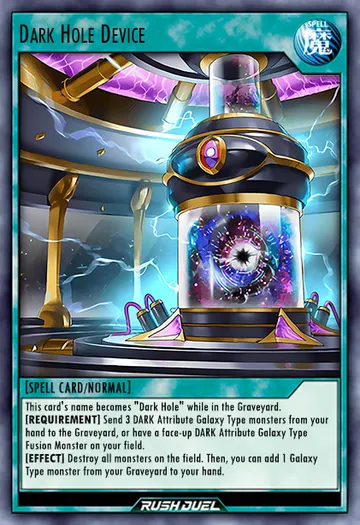 DARK HOLE DEVICE
SPELL
魔
[SPELL CARD/NORMAL]
This card's name becomes "Dark Hole" while in the Graveyard.
[REQUIREMENT] Send 3 DARK Attribute Galaxy Type monsters from
your hand to the Graveyard, or have a face-up DARK Attribute Galaxy Type
Fusion Monster on your field.
[EFFECT] Destroy all monsters on the field. Then, you can add 1 Galaxy
Type monster from your Graveyard to your hand.
RUSH DUEL